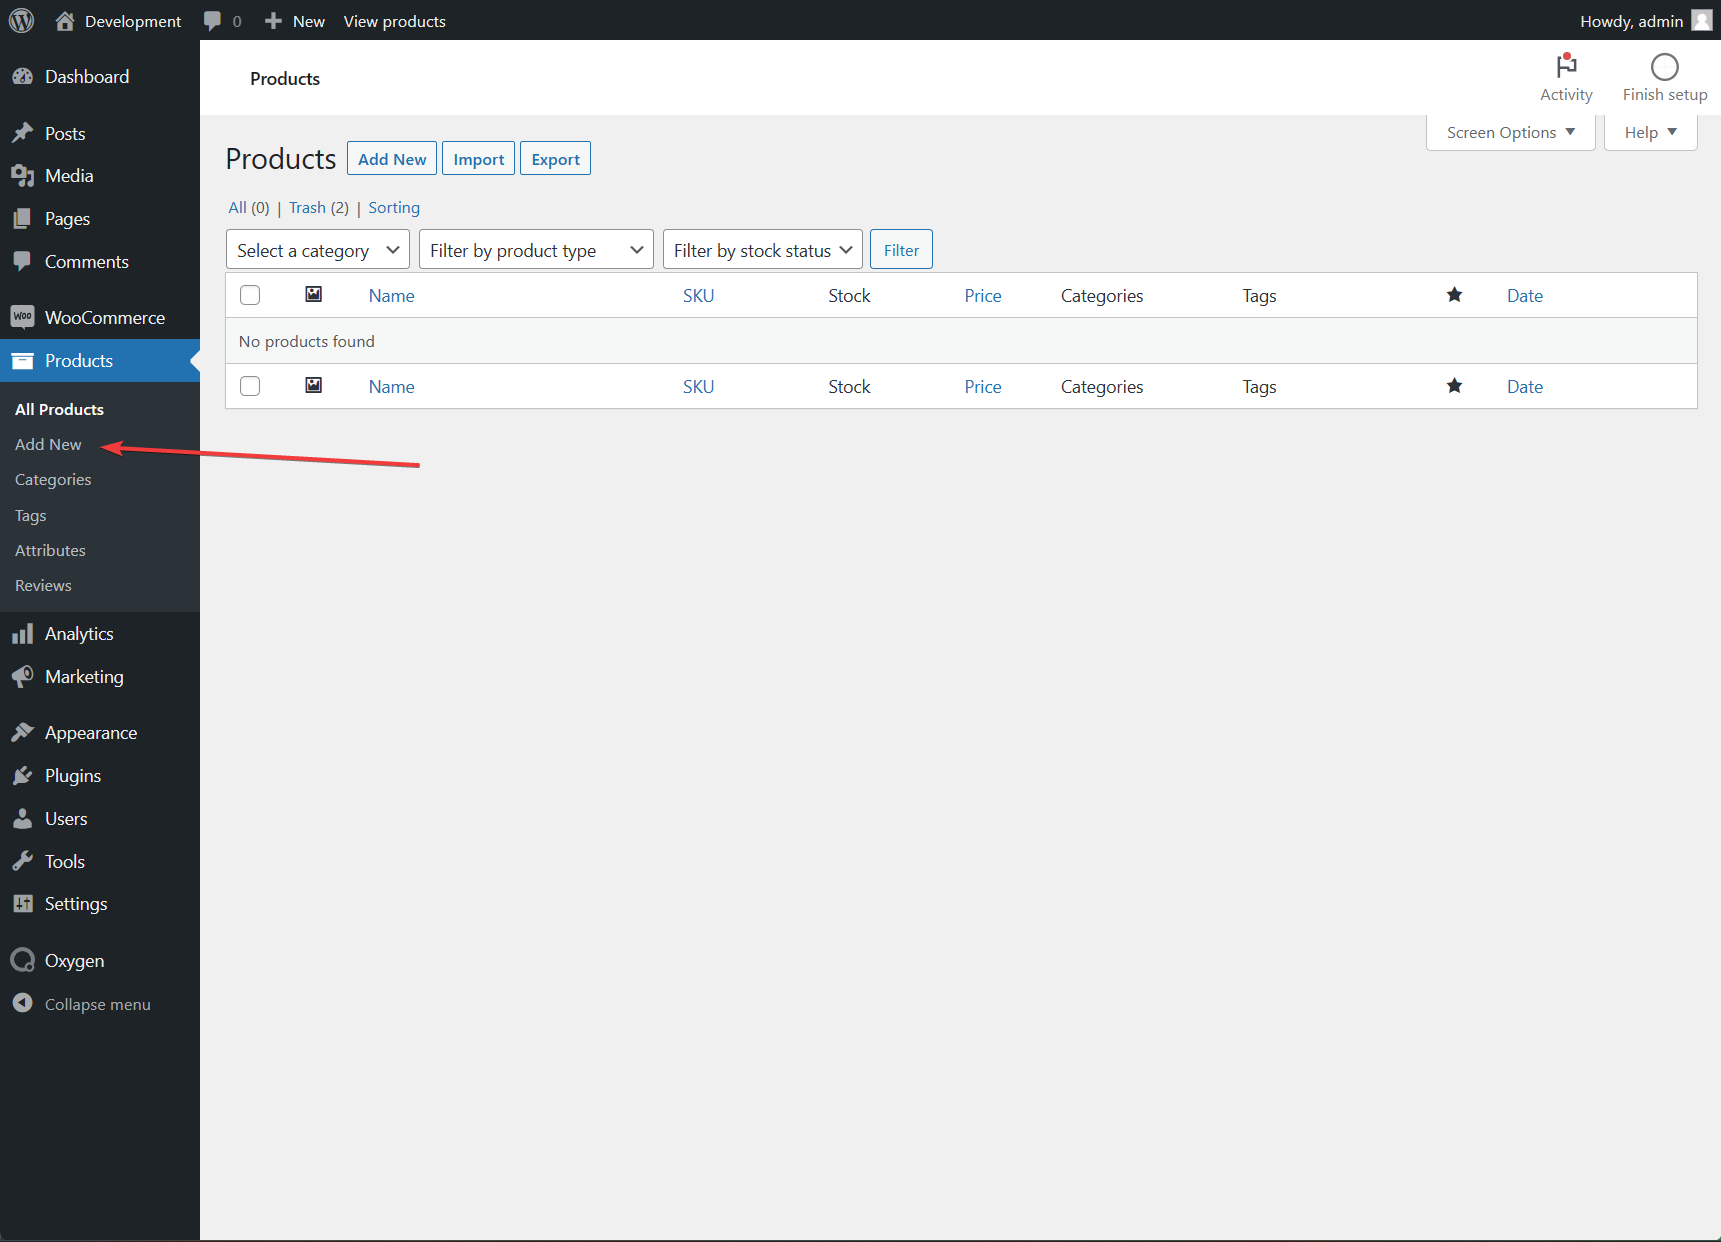 Development 0 New View products Howdy, admin
Dashboard
Posts
Media
Pages
Comments
Woo WooCommerce
Products
All Products
Add New
Categories
Tags
Attributes
Reviews
Analytics
Marketing
Appearance
Plugins
Users
Tools
Settings
Oxygen
Collapse menu
Products
Activity Finish setup
Screen Options Help
Products Add New Import Export
All (0) | Trash (2) | Sorting
Select a category Filter by product type Filter by stock status Filter
Name SKU Stock Price Categories Tags Date
No products found
Name SKU Stock Price Categories Tags Date